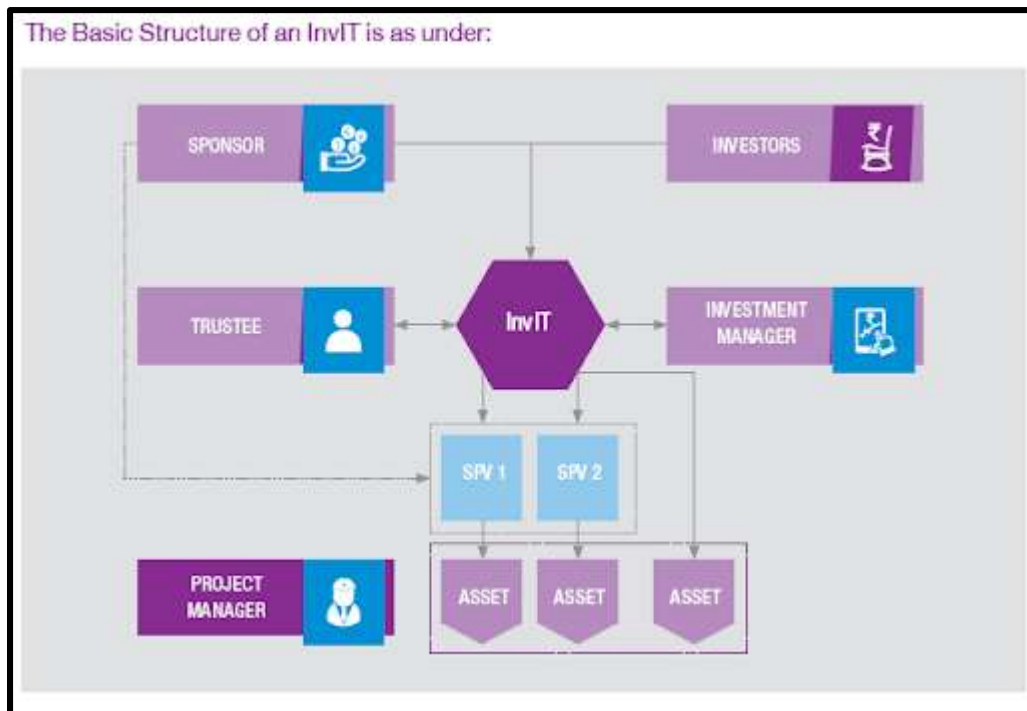 The Basic Structure of an InvIT is as under:
SPONSOR
INVESTORS
₹
TRUSTEE
InvIT
INVESTMENT
MANAGER
₹
SPV 1
SPV 2
PROJECT
MANAGER
ASSET
ASSET
ASSET